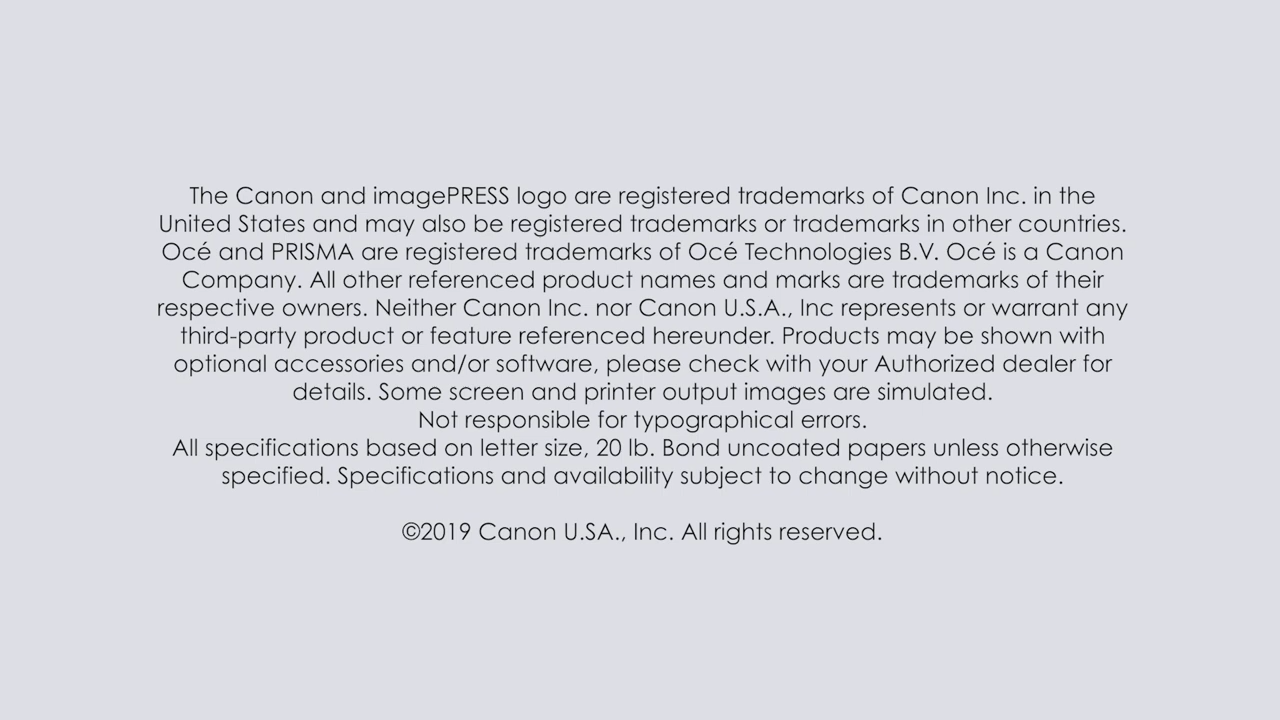 The Canon and imagePRESS logo are registered trademarks of Canon Inc. in the
United States and may also be registered trademarks or trademarks in other countries.
Océ and PRISMA are registered trademarks of Océ Technologies B.V. Océ is a Canon
Company. All other referenced product names and marks are trademarks of their
respective owners. Neither Canon Inc. nor Canon U.S.A., Inc represents or warrant any
third-party product or feature referenced hereunder. Products may be shown with
optional accessories and/or software, please check with your Authorized dealer for
details. Some screen and printer output images are simulated.
Not responsible for typographical errors.
All specifications based on letter size, 20 lb. Bond uncoated papers unless otherwise
specified. Specifications and availability subject to change without notice.
©2019 Canon U.SA., Inc. All rights reserved.